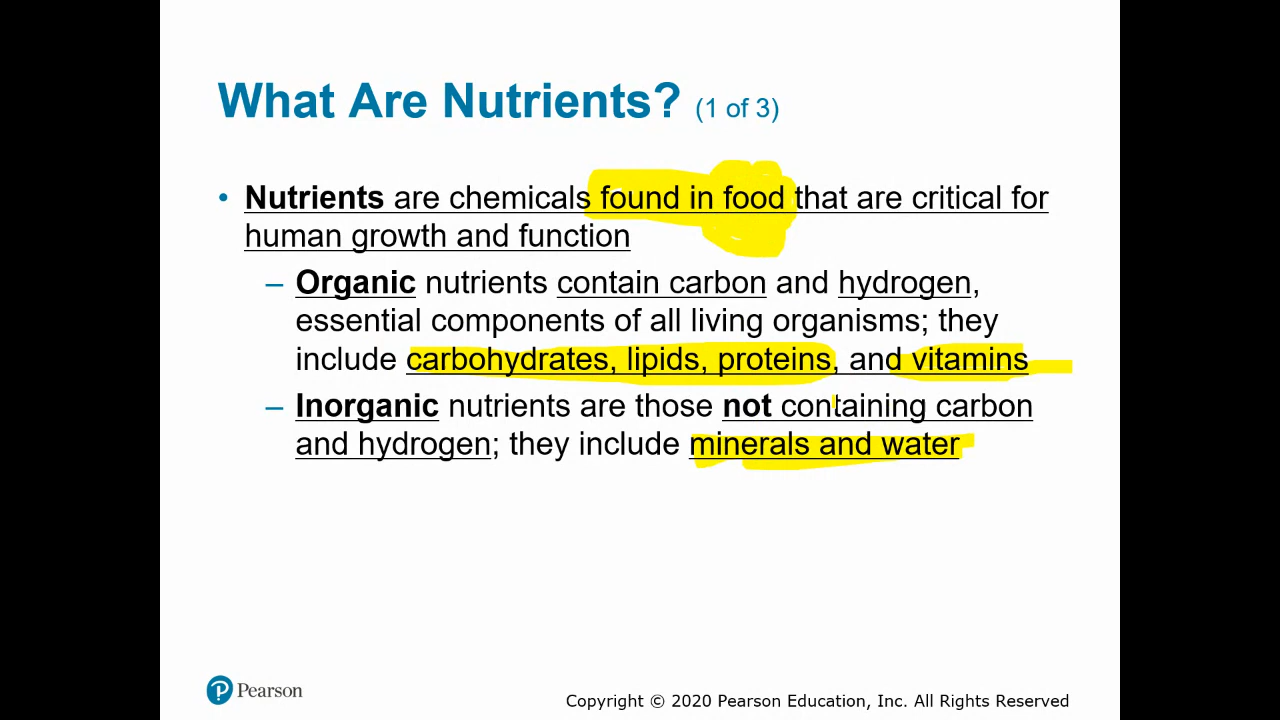 What Are Nutrients? (1 of 3)
• Nutrients are chemicals found in food that are critical for
human growth and function
– Organic nutrients contain carbon and hydrogen,
essential components of all living organisms; they
include carbohydrates, lipids, proteins, and vitamins
– Inorganic nutrients are those not containing carbon
and hydrogen; they include minerals and water
Pearson
Copyright © 2020 Pearson Education, Inc. All Rights Reserved